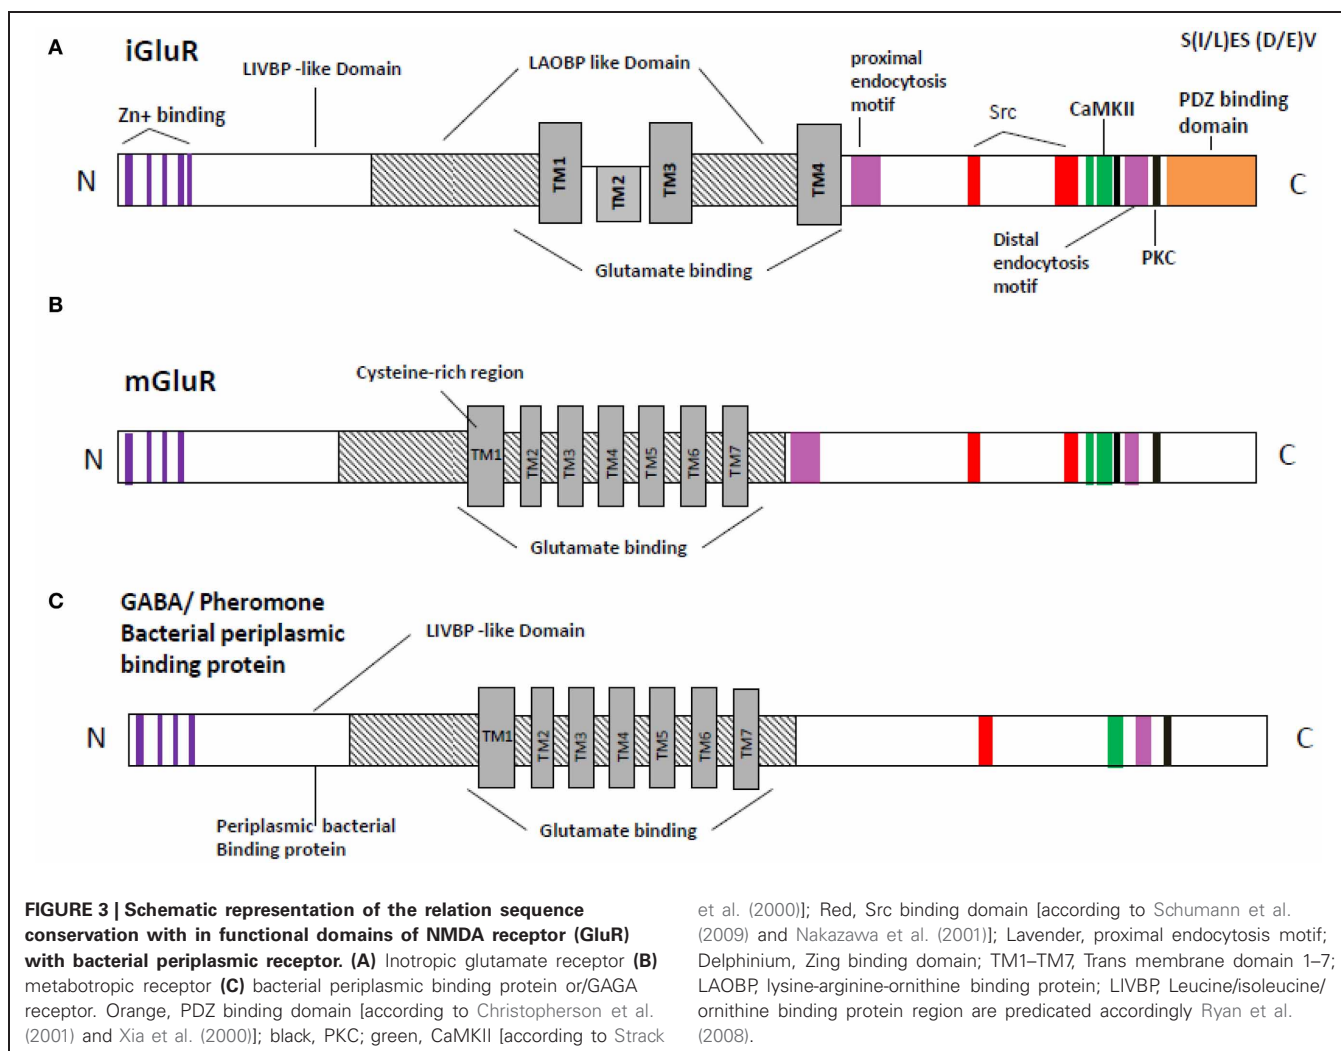 A
iGluR
S(I/L)ES (D/E)V
LIVBP -like Domain
LAOBP like Domain
proximal
endocytosis
motif
Zn+ binding
Src
CaMKII
PDZ binding
domain
N
TM1
TM2
TM3
TM4
C
Glutamate binding
Distal
endocytosis
motif
PKC
B
mGluR
Cysteine-rich region
N
TM1
TM2
TM3
TM4
TM5
TM6
TM7
C
Glutamate binding
C
GABA/ Pheromone
Bacterial periplasmic
binding protein
LIVBP -like Domain
N
TM1
TM2
TM3
TM4
TM5
TM6
TM7
C
Periplasmic bacterial
Binding protein
Glutamate binding
FIGURE 3 | Schematic representation of the relation sequence
conservation with in functional domains of NMDA receptor (GluR)
with bacterial periplasmic receptor. (A) Inotropic glutamate receptor (B)
metabotropic receptor (C) bacterial periplasmic binding protein or/GAGA
receptor. Orange, PDZ binding domain [according to Christopherson et al.
(2001) and Xia et al. (2000)]; black, PKC; green, CaMKII [according to Strack
et al. (2000)]; Red, Src binding domain [according to Schumann et al.
(2009) and Nakazawa et al. (2001)]; Lavender, proximal endocytosis motif;
Delphinium, Zing binding domain; TM1–TM7, Trans membrane domain 1–7;
LAOBP, lysine-arginine-ornithine binding protein; LIVBP, Leucine/isoleucine/
ornithine binding protein region are predicated accordingly Ryan et al.
(2008).